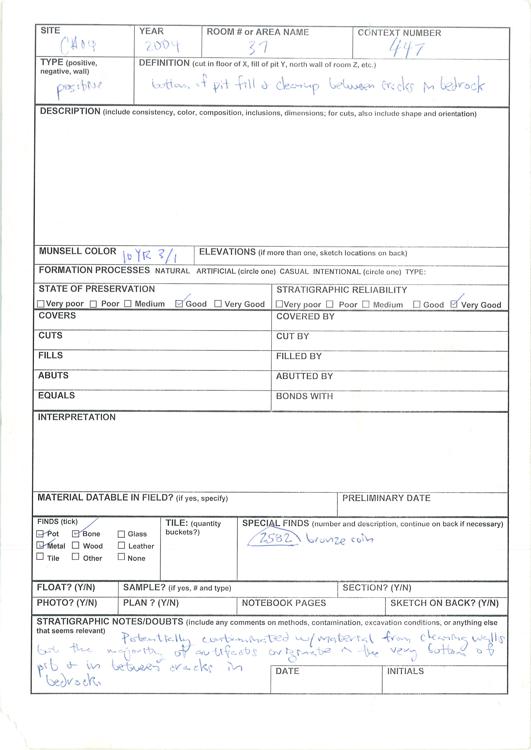 SITE YEAR ROOM # or AREA NAME CONTEXT NUMBER
CH04 2004 37 447
TYPE (positive, negative, wall) DEFINITION (cut in floor of X, fill of pit Y, north wall of room Z, etc.)
positive bottom of pit fill & cleanup between cracks in bedrock
DESCRIPTION (include consistency, color, composition, inclusions, dimensions; for cuts, also include shape and orientation)
MUNSELL COLOR 10 YR 3/1 ELEVATIONS (if more than one, sketch locations on back)
FORMATION PROCESSES NATURAL ARTIFICIAL (circle one) CASUAL INTENTIONAL (circle one) TYPE:
STATE OF PRESERVATION STRATIGRAPHIC RELIABILITY
Very poor Poor Medium Good Very Good Very poor Poor Medium Good Very Good
COVERS COVERED BY
CUTS CUT BY
FILLS FILLED BY
ABUTS ABUTTED BY
EQUALS BONDS WITH
INTERPRETATION
MATERIAL DATABLE IN FIELD? (if yes, specify) PRELIMINARY DATE
FINDS (tick) TILE: (quantity buckets?) SPECIAL FINDS (number and description, continue on back if necessary)
Pot Bone Glass 2582 bronze coin
Metal Wood Leather
Tile Other None
FLOAT? (Y/N) SAMPLE? (if yes, # and type) SECTION? (Y/N)
PHOTO? (Y/N) PLAN ? (Y/N) NOTEBOOK PAGES SKETCH ON BACK? (Y/N)
STRATIGRAPHIC NOTES/DOUBTS (include any comments on methods, contamination, excavation conditions, or anything else
that seems relevant) Potentially contaminated w/material from cleaning walls
but the majority of artifacts originate in the very bottom of
pit & in between cracks in
bedrock.
DATE INITIALS